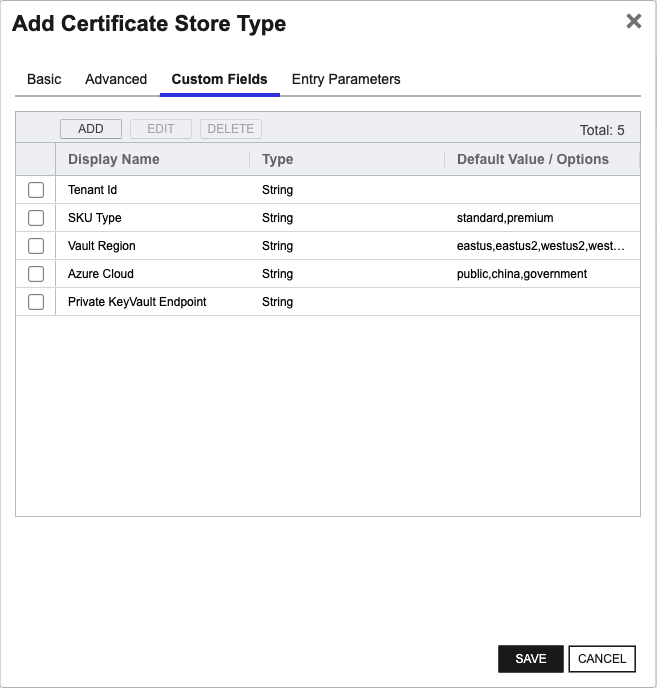 Add Certificate Store Type
Basic Advanced Custom Fields Entry Parameters
ADD EDIT DELETE Total: 5
Display Name Type Default Value / Options
Tenant Id String
SKU Type String standard,premium
Vault Region String eastus,eastus2,westus2,west...
Azure Cloud String public,china,government
Private KeyVault Endpoint String
SAVE CANCEL